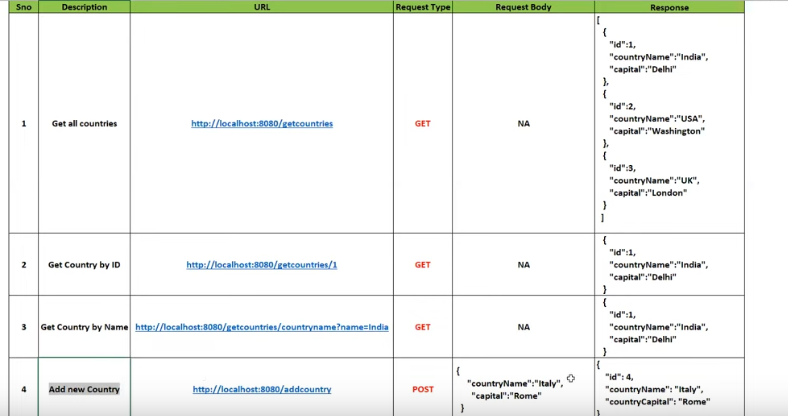 Sno Description URL Request Type Request Body Response
1 Get all countries http://localhost:8080/getcountries GET NA
[
{
"id":1,
"countryName":"India",
"capital":"Delhi"
},
{
"id":2,
"countryName":"USA",
"capital":"Washington"
},
{
"id":3,
"countryName":"UK",
"capital":"London"
}
]
2 Get Country by ID http://localhost:8080/getcountries/1 GET NA
{
"id":1,
"countryName":"India",
"capital":"Delhi"
}
3 Get Country by Name http://localhost:8080/getcountries/countryname?name=India GET NA
{
"id":1,
"countryName":"India",
"capital":"Delhi"
}
4 Add new Country http://localhost:8080/addcountry POST
{
"countryName":"Italy",
"capital":"Rome"
}
{
"id": 4,
"countryName": "Italy",
"countryCapital": "Rome"
}